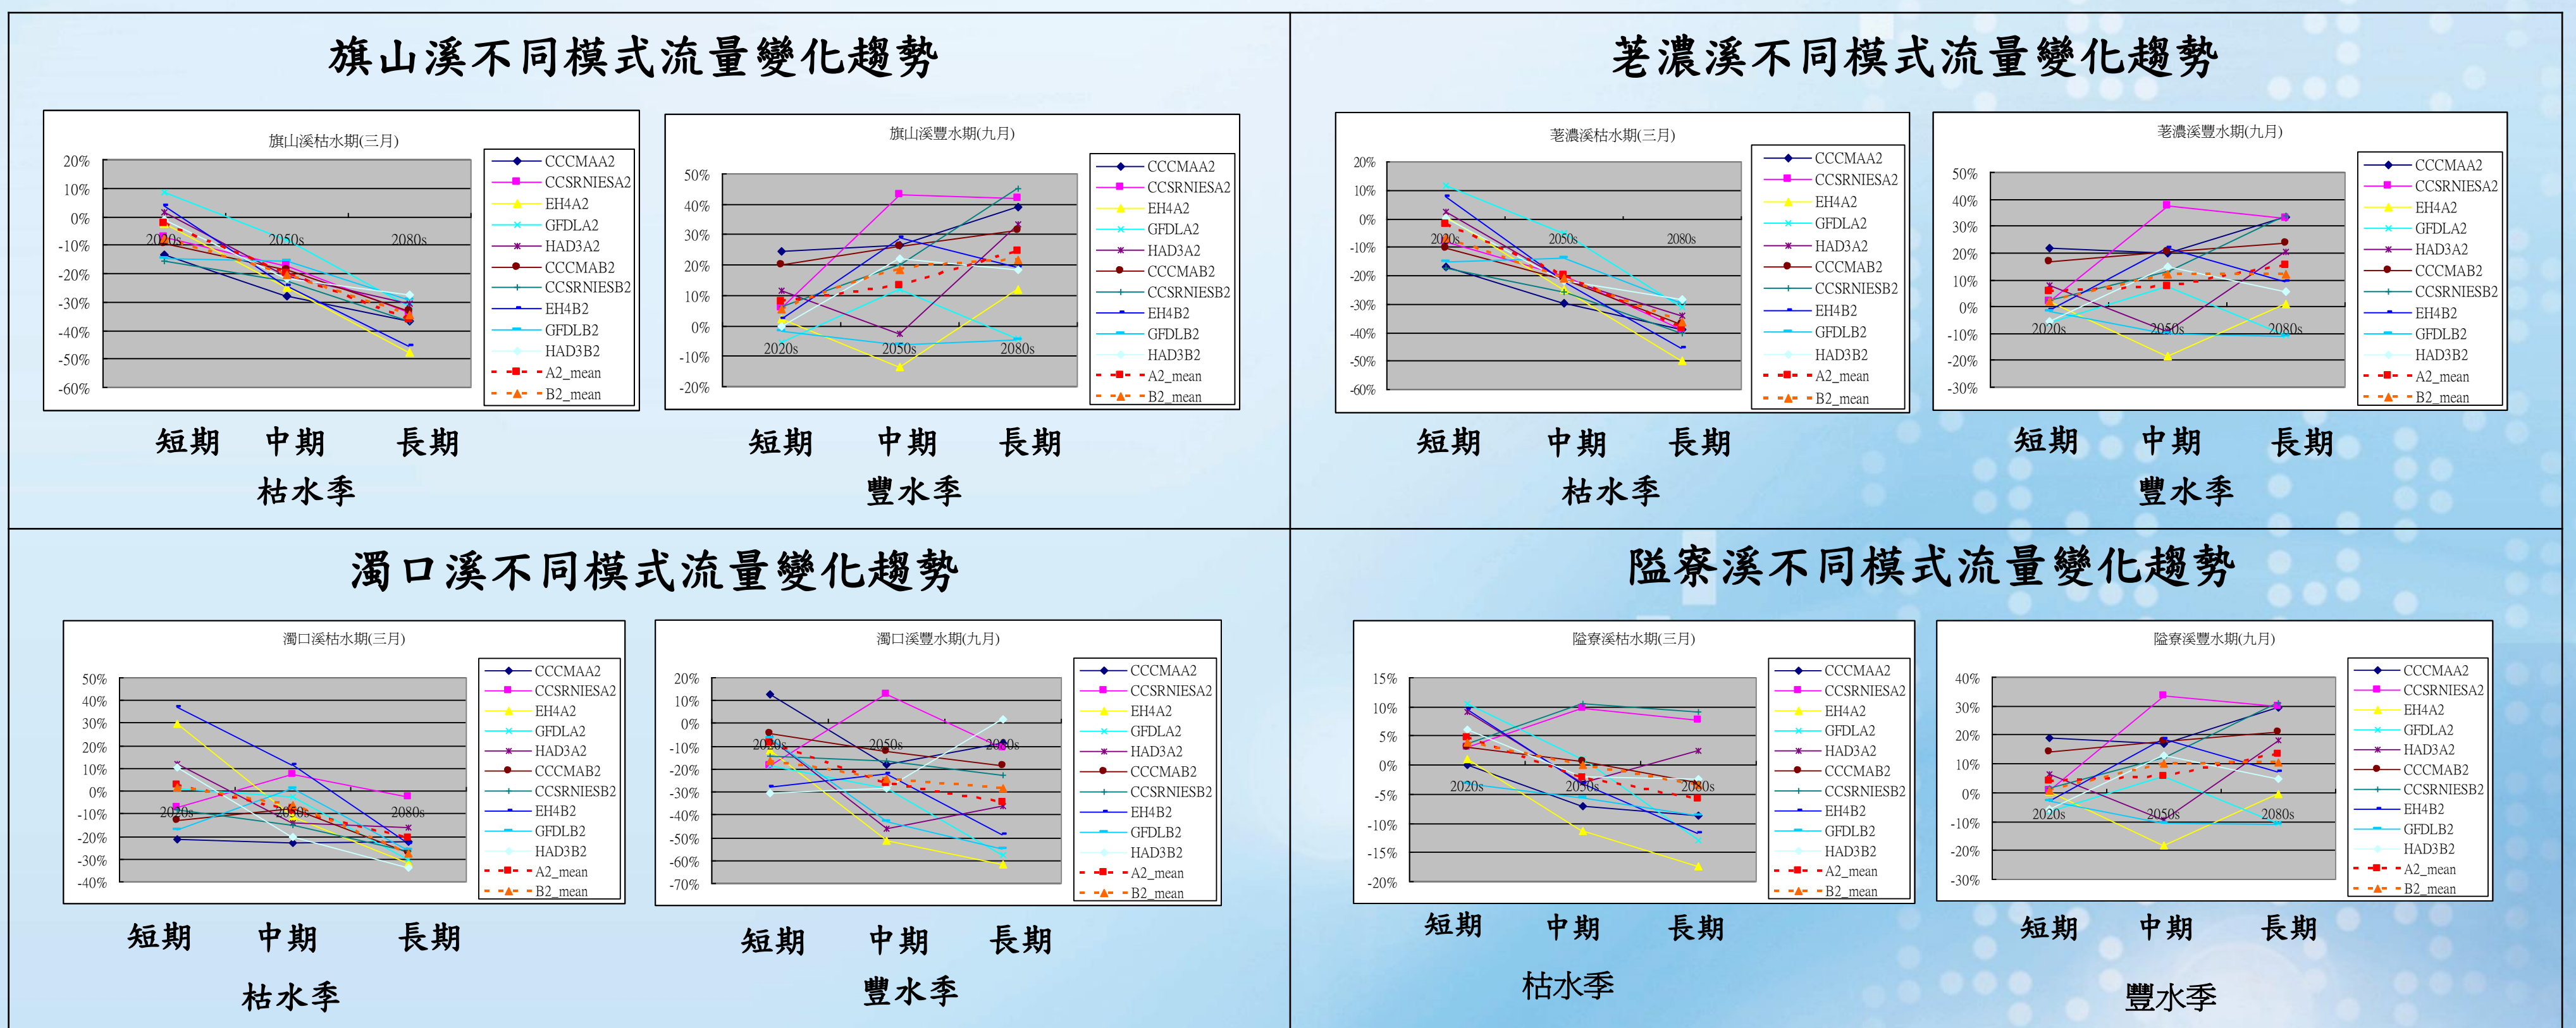 旗山溪不同模式流量變化趨勢
旗山溪枯水期(三月)
20%
10%
0%
-10%
-20%
-30%
-40%
-50%
-60%
2020s
2050s
2080s
CCCMAA2
CCSRNIESA2
EH4A2
GFDLA2
HAD3A2
CCCMAB2
CCSRNIESB2
EH4B2
GFDLB2
HAD3B2
A2_mean
B2_mean
短期 中期 長期
枯水季
旗山溪豐水期(九月)
50%
40%
30%
20%
10%
0%
-10%
-20%
2020s
2050s
2080s
CCCMAA2
CCSRNIESA2
EH4A2
GFDLA2
HAD3A2
CCCMAB2
CCSRNIESB2
EH4B2
GFDLB2
HAD3B2
A2_mean
B2_mean
短期 中期 長期
豐水季
荖濃溪不同模式流量變化趨勢
荖濃溪枯水期(三月)
20%
10%
0%
-10%
-20%
-30%
-40%
-50%
-60%
2020s
2050s
2080s
CCCMAA2
CCSRNIESA2
EH4A2
GFDLA2
HAD3A2
CCCMAB2
CCSRNIESB2
EH4B2
GFDLB2
HAD3B2
A2_mean
B2_mean
短期 中期 長期
枯水季
荖濃溪豐水期(九月)
50%
40%
30%
20%
10%
0%
-10%
-20%
-30%
2020s
2050s
2080s
CCCMAA2
CCSRNIESA2
EH4A2
GFDLA2
HAD3A2
CCCMAB2
CCSRNIESB2
EH4B2
GFDLB2
HAD3B2
A2_mean
B2_mean
短期 中期 長期
豐水季
濁口溪不同模式流量變化趨勢
濁口溪枯水期(三月)
50%
40%
30%
20%
10%
0%
-10%
-20%
-30%
-40%
2020s
2050s
2080s
CCCMAA2
CCSRNIESA2
EH4A2
GFDLA2
HAD3A2
CCCMAB2
CCSRNIESB2
EH4B2
GFDLB2
HAD3B2
A2_mean
B2_mean
短期 中期 長期
枯水季
濁口溪豐水期(九月)
20%
10%
0%
-10%
-20%
-30%
-40%
-50%
-60%
-70%
2020s
2050s
2080s
CCCMAA2
CCSRNIESA2
EH4A2
GFDLA2
HAD3A2
CCCMAB2
CCSRNIESB2
EH4B2
GFDLB2
HAD3B2
A2_mean
B2_mean
短期 中期 長期
豐水季
隘寮溪不同模式流量變化趨勢
隘寮溪枯水期(三月)
15%
10%
5%
0%
-5%
-10%
-15%
-20%
2020s
2050s
2080s
CCCMAA2
CCSRNIESA2
EH4A2
GFDLA2
HAD3A2
CCCMAB2
CCSRNIESB2
EH4B2
GFDLB2
HAD3B2
A2_mean
B2_mean
短期 中期 長期
枯水季
隘寮溪豐水期(九月)
40%
30%
20%
10%
0%
-10%
-20%
-30%
2020s
2050s
2080s
CCCMAA2
CCSRNIESA2
EH4A2
GFDLA2
HAD3A2
CCCMAB2
CCSRNIESB2
EH4B2
GFDLB2
HAD3B2
A2_mean
B2_mean
短期 中期 長期
豐水季